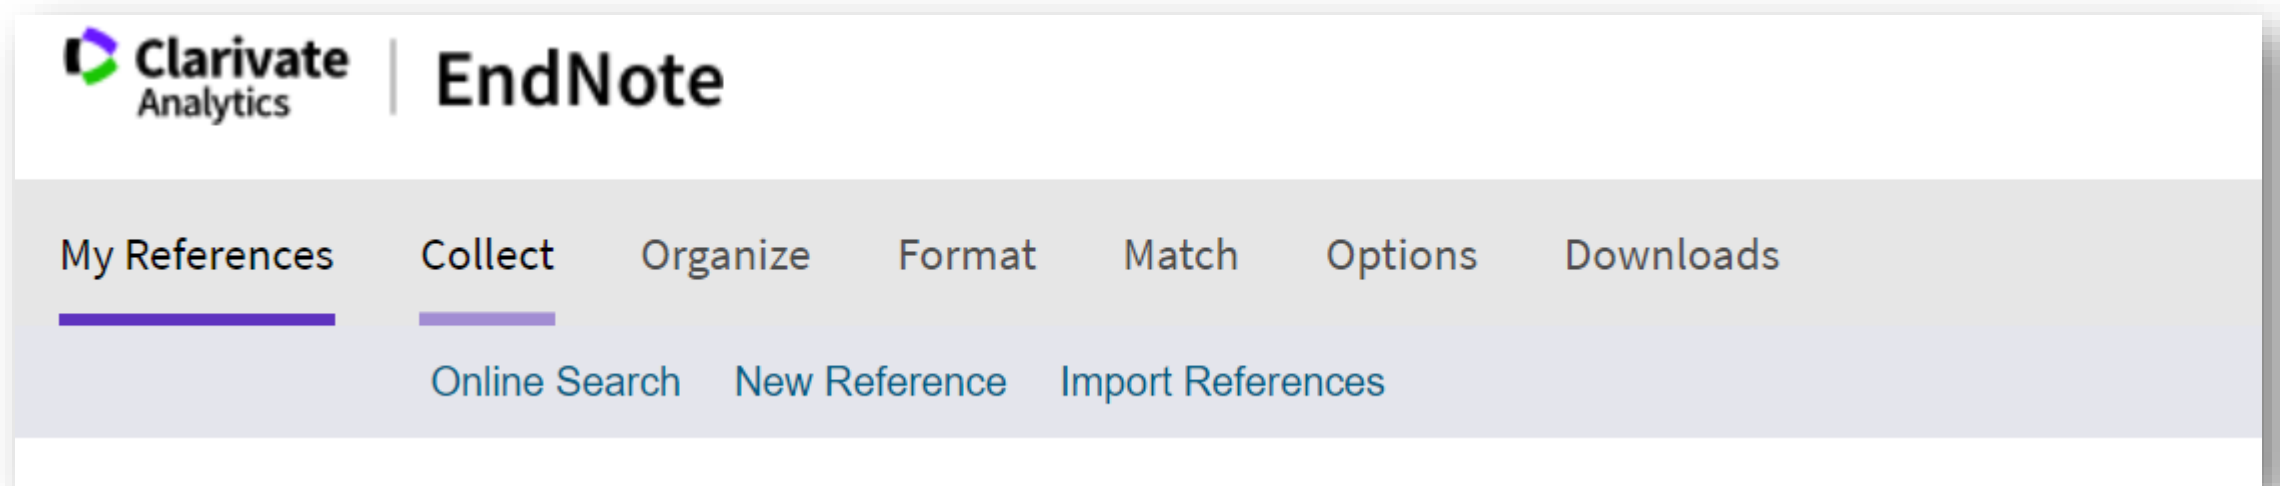 Clarivate
Analytics
EndNote
My References Collect Organize Format Match Options Downloads
Online Search New Reference Import References